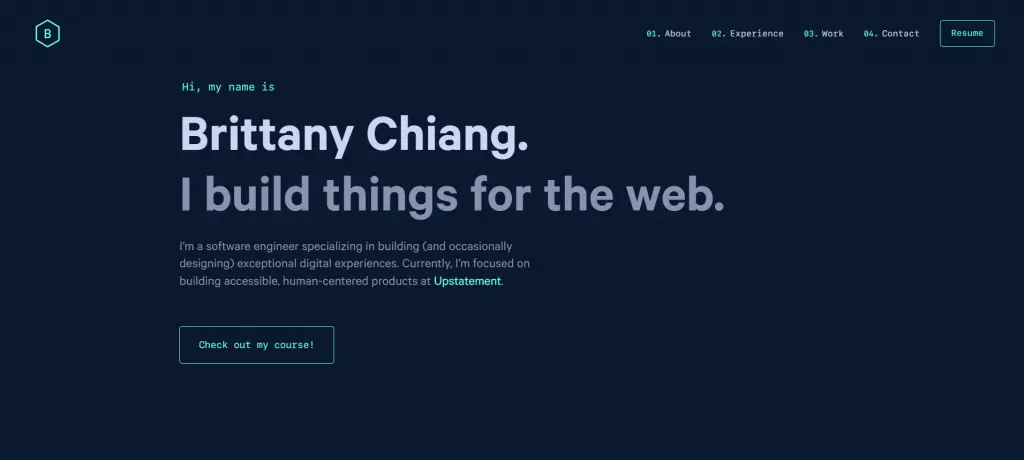 B
01. About 02. Experience 03. Work 04. Contact Resume
Hi, my name is
Brittany Chiang.
I build things for the web.
I'm a software engineer specializing in building (and occasionally
designing) exceptional digital experiences. Currently, I'm focused on
building accessible, human-centered products at Upstatement.
Check out my course!